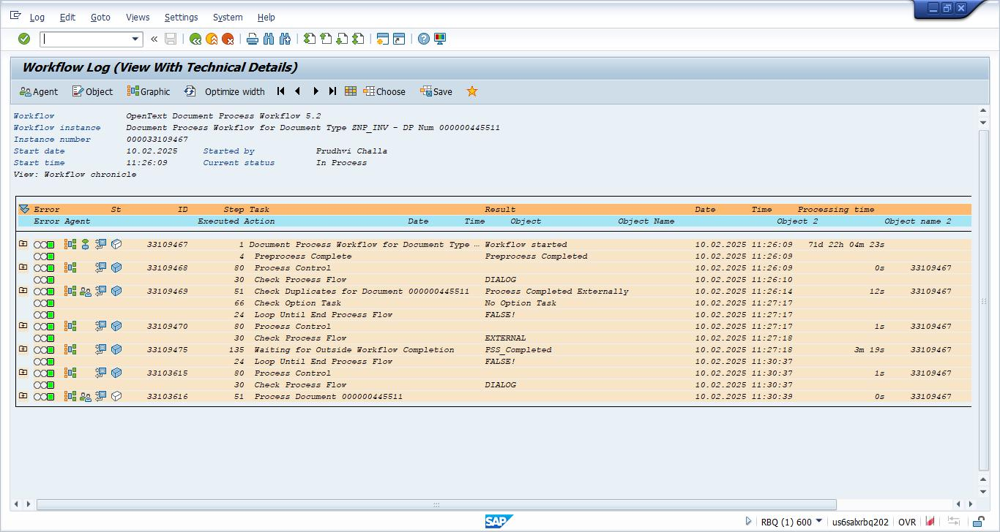 Log Edit Goto Views Settings System Help
Workflow Log (View With Technical Details)
Agent Object Graphic Optimize width Choose Save
Workflow OpenText Document Process Workflow 5.2
Workflow instance Document Process Workflow for Document Type ZNP_INV - DP Num 000000445511
Instance number 000033109467
Start date 10.02.2025 Started by Prudhvi Challa
Start time 11:26:09 Current status In Process
View: Workflow chronicle
Error St ID Step Task Result Date Time Processing time
Error Agent Executed Action Date Time Object Object Name Object 2 Object name 2
33109467 1 Document Process Workflow for Document Type … Workflow started 10.02.2025 11:26:09 71d 22h 04m 23s
4 Preprocess Complete Preprocess Completed 10.02.2025 11:26:09
33109468 80 Process Control 10.02.2025 11:26:09 0s 33109467
30 Check Process Flow DIALOG 10.02.2025 11:26:10
33109469 51 Check Duplicates for Document 000000445511 Process Completed Externally 10.02.2025 11:26:14 12s 33109467
66 Check Option Task No Option Task 10.02.2025 11:27:17
24 Loop Until End Process Flow FALSE! 10.02.2025 11:27:17
33109470 80 Process Control 10.02.2025 11:27:17 1s 33109467
30 Check Process Flow EXTERNAL 10.02.2025 11:27:18
33109475 135 Waiting for Outside Workflow Completion PSS_Completed 10.02.2025 11:27:18 3m 19s 33109467
24 Loop Until End Process Flow FALSE! 10.02.2025 11:30:37
33103615 80 Process Control 10.02.2025 11:30:37 1s 33109467
30 Check Process Flow DIALOG 10.02.2025 11:30:37
33103616 51 Process Document 000000445511 10.02.2025 11:30:39 0s 33109467
SAP RBQ (1) 600 us6salxrbq202 OVR